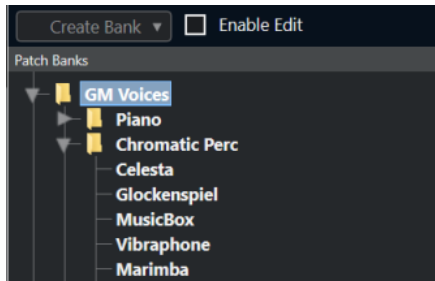 Create Bank Enable Edit
Patch Banks
GM Voices
Piano
Chromatic Perc
Celesta
Glockenspiel
MusicBox
Vibraphone
Marimba